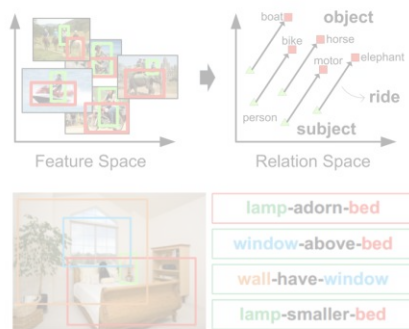 boat
object
bike
horse
elephant
motor
ride
person
subject
Feature Space
Relation Space
lamp-adorn-bed
window-above-bed
wall-have-window
lamp-smaller-bed